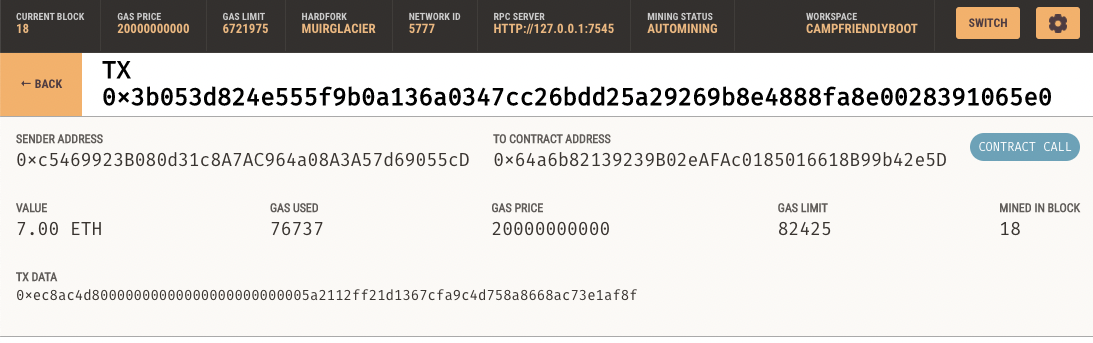 CURRENT BLOCK
18
GAS PRICE
20000000000
GAS LIMIT
6721975
HARDFORK
MUIRGLACIER
NETWORK ID
5777
RPC SERVER
HTTP://127.0.0.1:7545
MINING STATUS
AUTOMINING
WORKSPACE
CAMPFRIENDLYBOOT
SWITCH
← BACK
TX
0×3b053d824e555f9b0a136a0347cc26bdd25a29269b8e4888fa8e0028391065e0
SENDER ADDRESS
0×c5469923B080d31c8A7AC964a08A3A57d69055cD
TO CONTRACT ADDRESS
0×64a6b82139239B02eAFAc0185016618B99b42e5D
CONTRACT CALL
VALUE
7.00 ETH
GAS USED
76737
GAS PRICE
20000000000
GAS LIMIT
82425
MINED IN BLOCK
18
TX DATA
0×ec8ac4d80000000000000000000000005a2112ff21d1367cfa9c4d758a8668ac73e1af8f